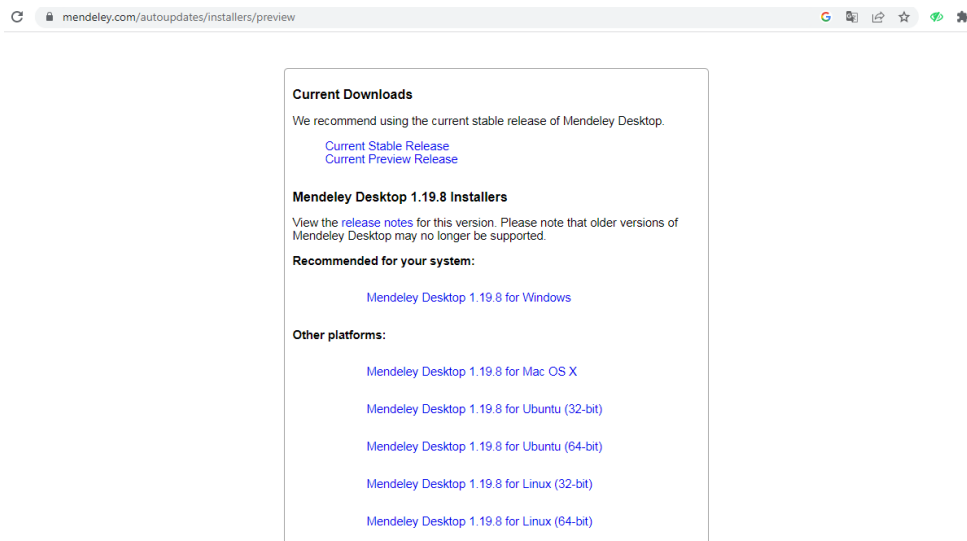 mendeley.com/autoupdates/installers/preview
Current Downloads
We recommend using the current stable release of Mendeley Desktop.
Current Stable Release
Current Preview Release
Mendeley Desktop 1.19.8 Installers
View the release notes for this version. Please note that older versions of
Mendeley Desktop may no longer be supported.
Recommended for your system:
Mendeley Desktop 1.19.8 for Windows
Other platforms:
Mendeley Desktop 1.19.8 for Mac OS X
Mendeley Desktop 1.19.8 for Ubuntu (32-bit)
Mendeley Desktop 1.19.8 for Ubuntu (64-bit)
Mendeley Desktop 1.19.8 for Linux (32-bit)
Mendeley Desktop 1.19.8 for Linux (64-bit)